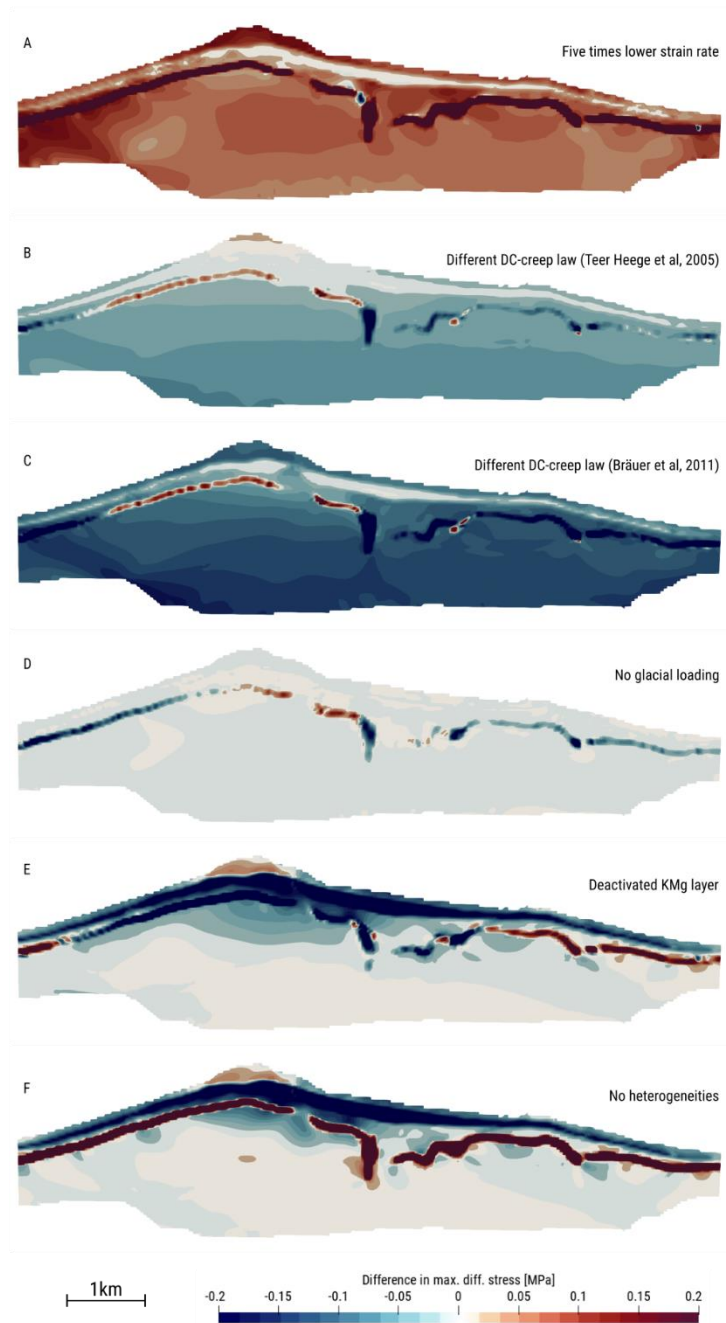 A
Five times lower strain rate
B
Different DC-creep law (Teer Heege et al, 2005)
C
Different DC-creep law (Bräuer et al, 2011)
D
No glacial loading
E
Deactivated KMg layer
F
No heterogeneities
1km
Difference in max. diff. stress [MPa]
-0.2 -0.15 -0.1 -0.05 0 0.05 0.1 0.15 0.2